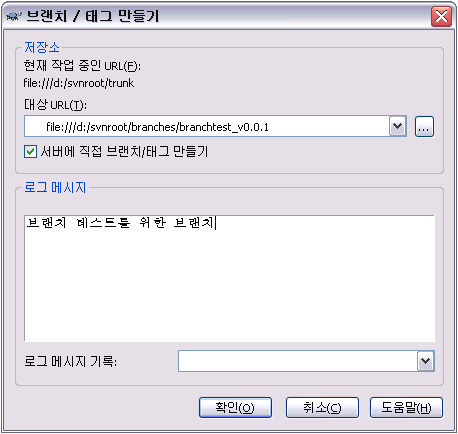 브랜치 / 태그 만들기
저장소
현재 작업 중인 URL(F):
file:///d:/svnroot/trunk
대상 URL(T):
file:///d:/svnroot/branches/branchtest_v0.0.1
...
서버에 직접 브랜치/태그 만들기
로그 메시지
브랜치 테스트를 위한 브랜치
로그 메시지 기록:
확인(O)
취소(C)
도움말(H)